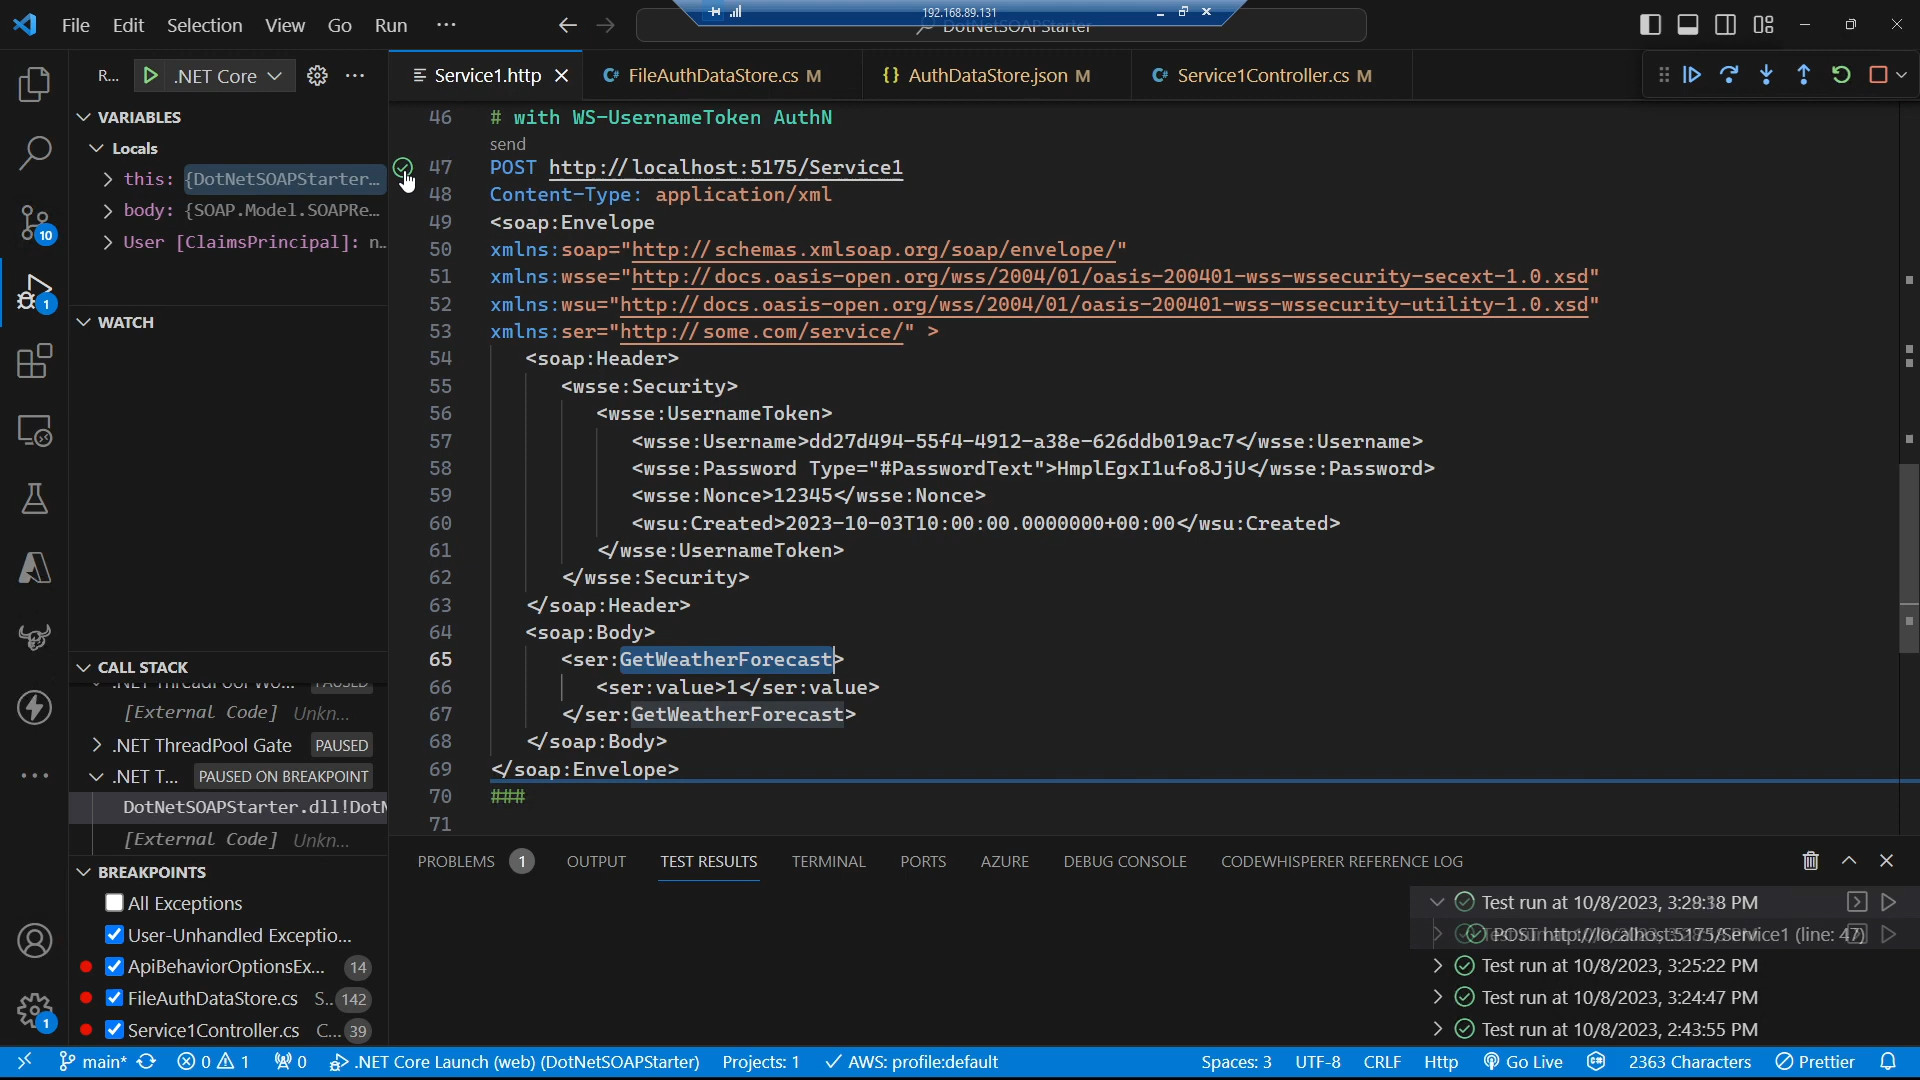 File Edit Selection View Go Run ···
192.168.89.131
DotNetSOAPStarter
R... .NET Core ···
Service1.http FileAuthDataStore.cs M {} AuthDataStore.json M Service1Controller.cs M
VARIABLES
Locals
this: {DotNetSOAPStarter...
body: {SOAP.Model.SOAPRe...
User [ClaimsPrincipal]: n...
WATCH
46 # with WS-UsernameToken AuthN
send
47 POST http://localhost:5175/Service1
48 Content-Type: application/xml
49 <soap:Envelope
50 xmlns:soap="http://schemas.xmlsoap.org/soap/envelope/"
51 xmlns:wsse="http://docs.oasis-open.org/wss/2004/01/oasis-200401-wss-wssecurity-secext-1.0.xsd"
52 xmlns:wsu="http://docs.oasis-open.org/wss/2004/01/oasis-200401-wss-wssecurity-utility-1.0.xsd"
53 xmlns:ser="http://some.com/service/" >
54 <soap:Header>
55 <wsse:Security>
56 <wsse:UsernameToken>
57 <wsse:Username>dd27d494-55f4-4912-a38e-626ddb019ac7</wsse:Username>
58 <wsse:Password Type="#PasswordText">HmplEgxI1ufo8JjU</wsse:Password>
59 <wsse:Nonce>12345</wsse:Nonce>
60 <wsu:Created>2023-10-03T10:00:00.0000000+00:00</wsu:Created>
61 </wsse:UsernameToken>
62 </wsse:Security>
63 </soap:Header>
64 <soap:Body>
65 <ser:GetWeatherForecast>
66 <ser:value>1</ser:value>
67 </ser:GetWeatherForecast>
68 </soap:Body>
69 </soap:Envelope>
70 ###
71
10
1
CALL STACK
.NET ThreadPool Wo... PAUSED
[External Code] Unkn...
.NET ThreadPool Gate PAUSED
.NET T... PAUSED ON BREAKPOINT
DotNetSOAPStarter.dll!DotN
[External Code] Unkn...
BREAKPOINTS
All Exceptions
User-Unhandled Exceptio...
ApiBehaviorOptionsEx... 14
FileAuthDataStore.cs S.. 142
Service1Controller.cs C... 39
1
PROBLEMS 1 OUTPUT TEST RESULTS TERMINAL PORTS AZURE DEBUG CONSOLE CODEWHISPERER REFERENCE LOG
Test run at 10/8/2023, 3:28:38 PM
POST http://localhost:5175/Service1 (line: 47)
Test run at 10/8/2023, 3:25:22 PM
Test run at 10/8/2023, 3:24:47 PM
Test run at 10/8/2023, 2:43:55 PM
main* 0 1 0 .NET Core Launch (web) (DotNetSOAPStarter) Projects: 1 AWS: profile:default Spaces: 3 UTF-8 CRLF Http Go Live 2363 Characters Prettier